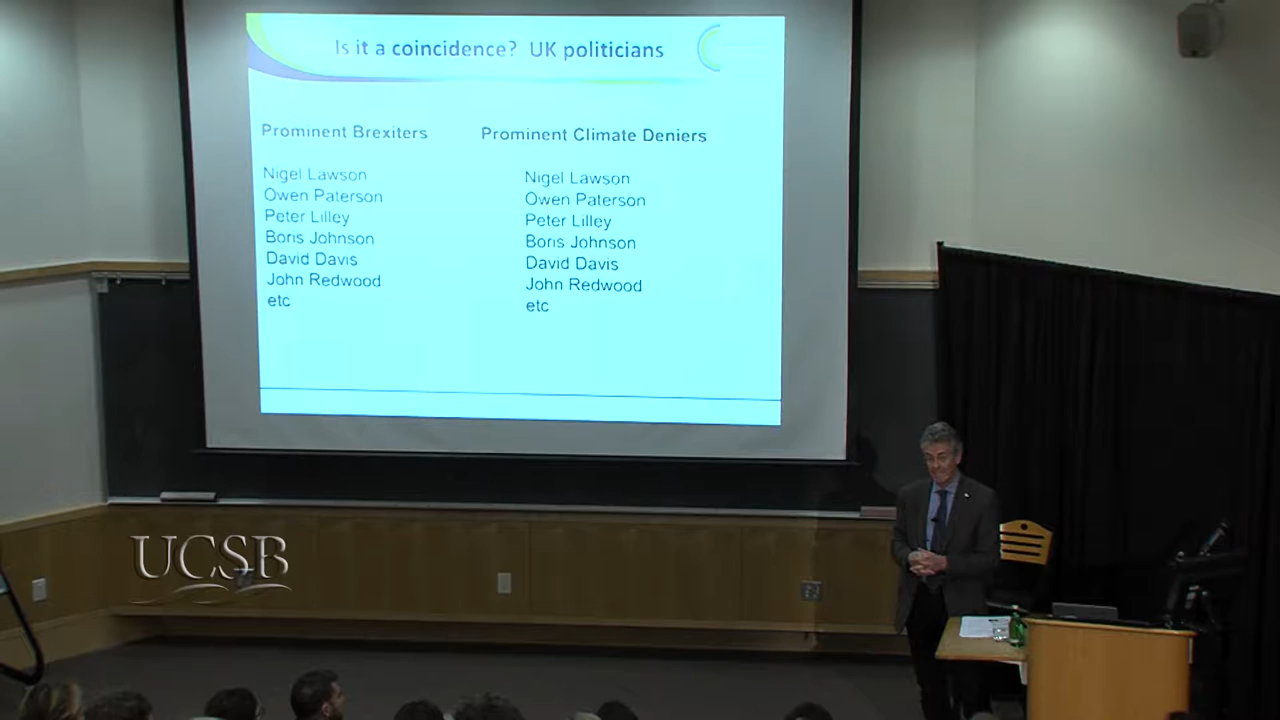 Is it a coincidence? UK politicians
Prominent Brexiters
Nigel Lawson
Owen Paterson
Peter Lilley
Boris Johnson
David Davis
John Redwood
etc
Prominent Climate Deniers
Nigel Lawson
Owen Paterson
Peter Lilley
Boris Johnson
David Davis
John Redwood
etc
UCSB